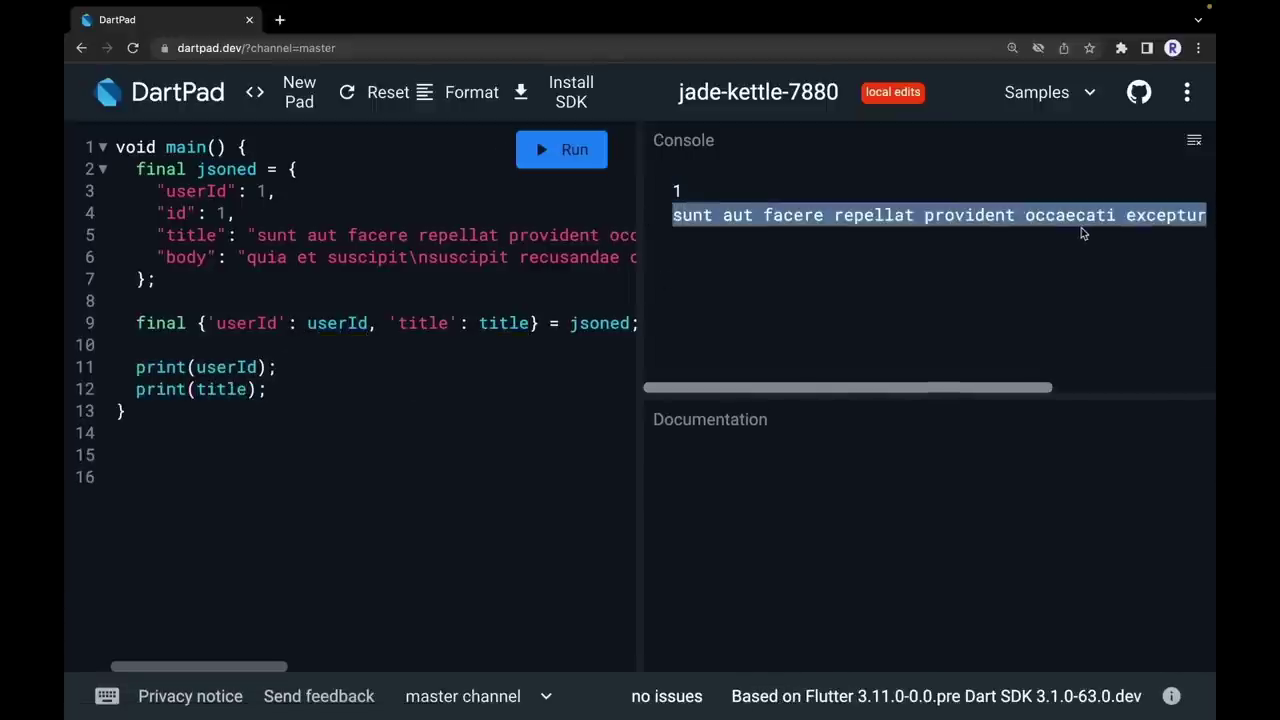 DartPad
dartpad.dev/?channel=master
R
DartPad
New Pad
Reset
Format
Install SDK
jade-kettle-7880
local edits
Samples
Run
1 void main() {
2 final jsoned = {
3 "userId": 1,
4 "id": 1,
5 "title": "sunt aut facere repellat provident occ
6 "body": "quia et suscipit\nsuscipit recusandae c
7 };
8
9 final {'userId': userId, 'title': title} = jsoned;
10
11 print(userId);
12 print(title);
13 }
14
15
16
Console
1
sunt aut facere repellat provident occaecati exceptur
Documentation
Privacy notice
Send feedback
master channel
no issues
Based on Flutter 3.11.0-0.0.pre Dart SDK 3.1.0-63.0.dev